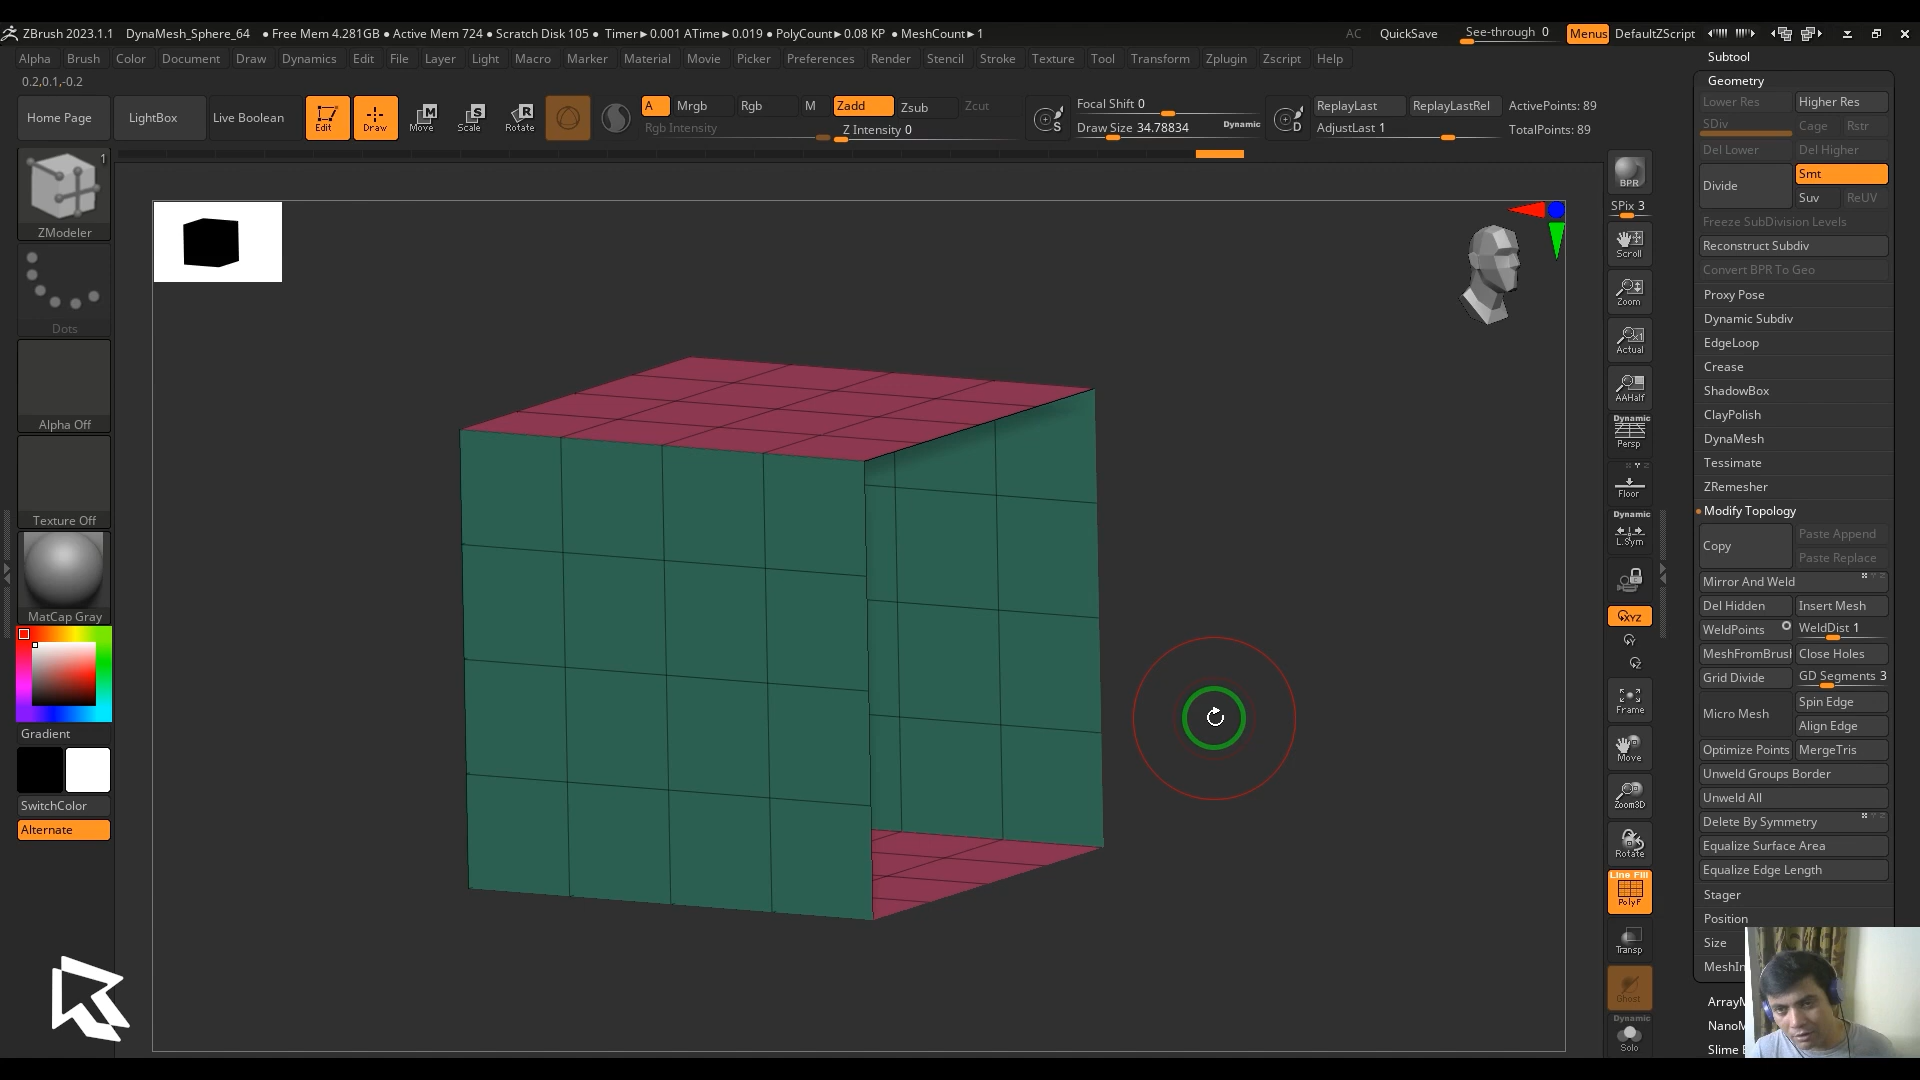 ZBrush 2023.1.1 DynaMesh_Sphere_64 ● Free Mem 4.281GB ● Active Mem 724 ● Scratch Disk 105 ● Timer►0.001 ATime►0.019 ● PolyCount►0.08 KP ● MeshCount►1 AC QuickSave See-through 0 Menus DefaultZScript
Alpha Brush Color Document Draw Dynamics Edit File Layer Light Macro Marker Material Movie Picker Preferences Render Stencil Stroke Texture Tool Transform Zplugin Zscript Help
0.2,0.1,-0.2
Home Page LightBox Live Boolean Edit Draw Move Scale Rotate
A Mrgb Rgb M Zadd Zsub Zcut
Rgb Intensity Z Intensity 0
S
Focal Shift 0
Draw Size 34.78834 Dynamic
D
ReplayLast ReplayLastRel ActivePoints: 89
AdjustLast 1 TotalPoints: 89
1
ZModeler
Dots
Alpha Off
Texture Off
MatCap Gray
Gradient
SwitchColor
Alternate
BPR
SPix 3
Scroll
Zoom
Actual
AAHalf
Dynamic
Persp
Floor
Dynamic
L.Sym
XYZ
Y
Z
Frame
Move
Zoom3D
Rotate
Line Fill
PolyF
Transp
Ghost
Dynamic
Solo
Subtool
Geometry
Lower Res Higher Res
SDiv Cage Rstr
Del Lower Del Higher
Divide Smt
Suv ReUV
Freeze SubDivision Levels
Reconstruct Subdiv
Convert BPR To Geo
Proxy Pose
Dynamic Subdiv
EdgeLoop
Crease
ShadowBox
ClayPolish
DynaMesh
Tessimate
ZRemesher
Modify Topology
Copy Paste Append
Paste Replace
Mirror And Weld
Del Hidden Insert Mesh
WeldPoints WeldDist 1
MeshFromBrush Close Holes
Grid Divide GD Segments 3
Micro Mesh Spin Edge
Align Edge
Optimize Points MergeTris
Unweld Groups Border
Unweld All
Delete By Symmetry
Equalize Surface Area
Equalize Edge Length
Stager
Position
Size
MeshIn
ArrayM
NanoM
Slime B